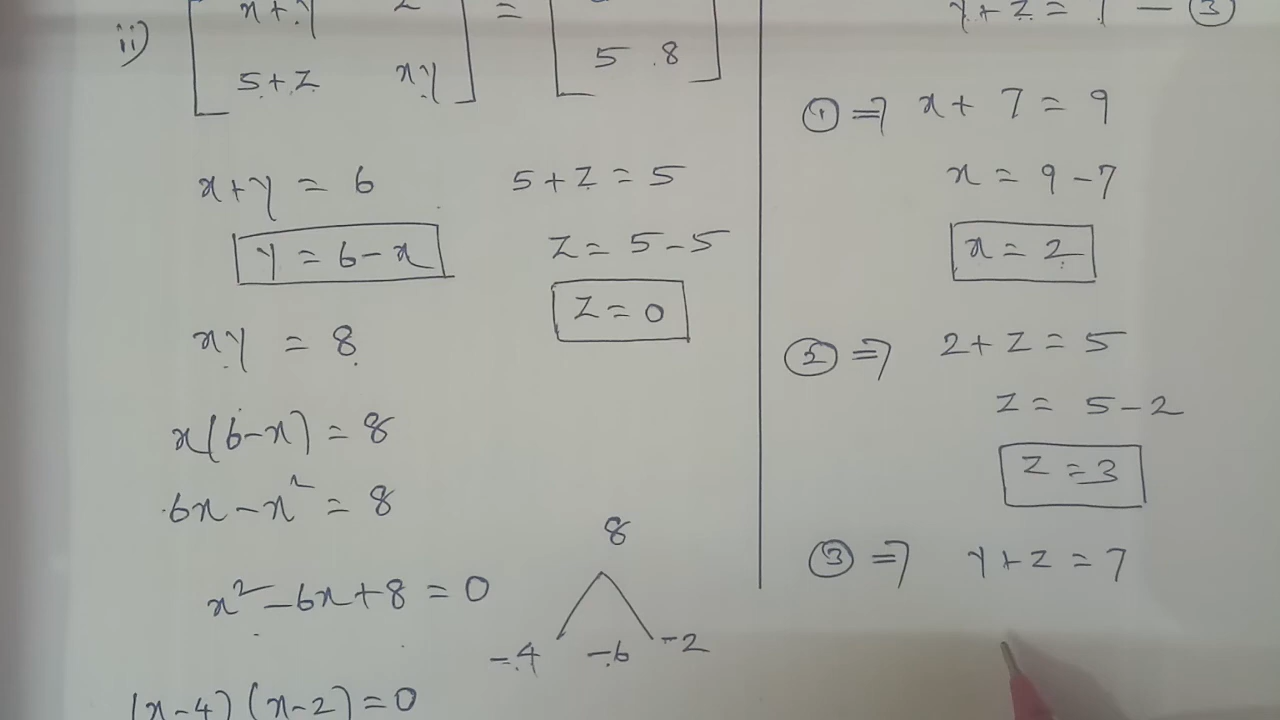 ii) [ x+y 2 ] = [
[ 5+z xy ] [ 5 8 ]
x+y = 6
y = 6-x
5+z = 5
z = 5-5
z = 0
xy = 8
x(6-x) = 8
6x-x² = 8
x²-6x+8 = 0
8
-4 -6 -2
(x-4)(x-2) = 0
y+z = 7 — ③
① ⇒ x+7 = 9
x = 9-7
x = 2
② ⇒ 2+z = 5
z = 5-2
z = 3
③ ⇒ y+z = 7